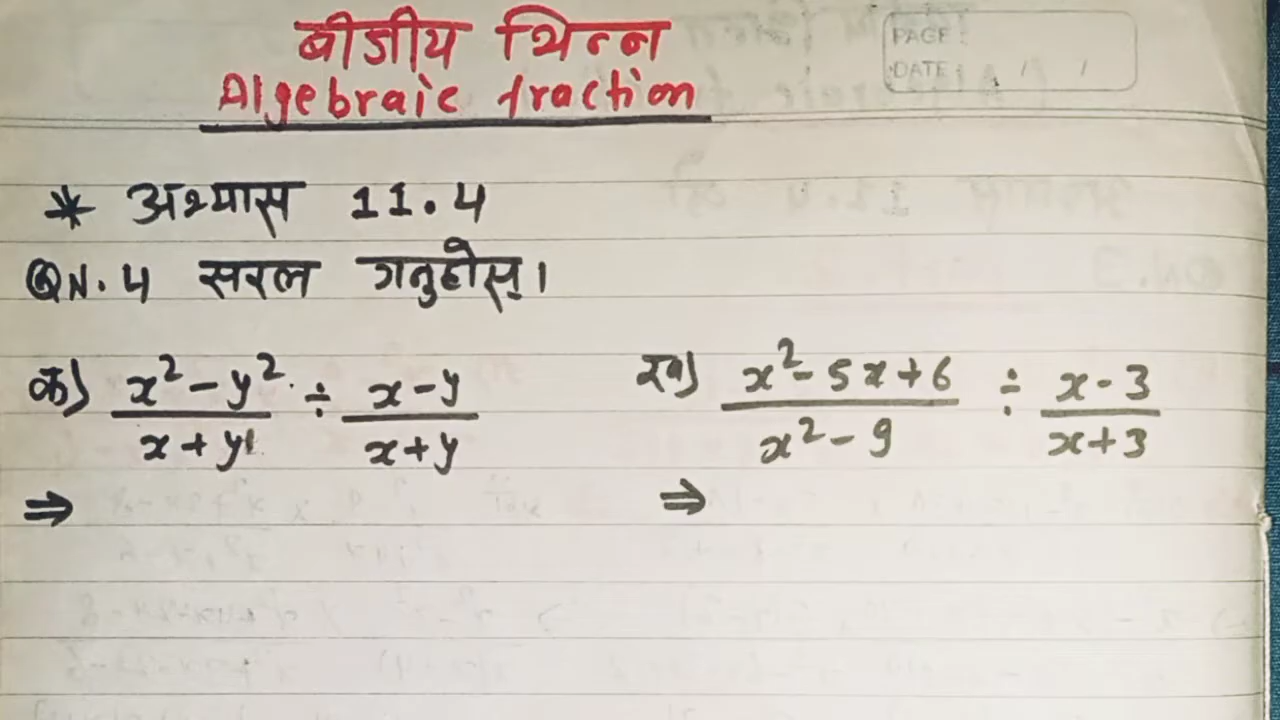 बीजीय भिन्न
PAGE :
DATE : / /
Algebraic fraction
* अभ्यास 11.4
QN. 4 सरल गर्नुहोस् ।
क) (x² - y²)/(x + y) ÷ (x - y)/(x + y)
ख) (x² - 5x + 6)/(x² - 9) ÷ (x - 3)/(x + 3)
⇒ ⇒